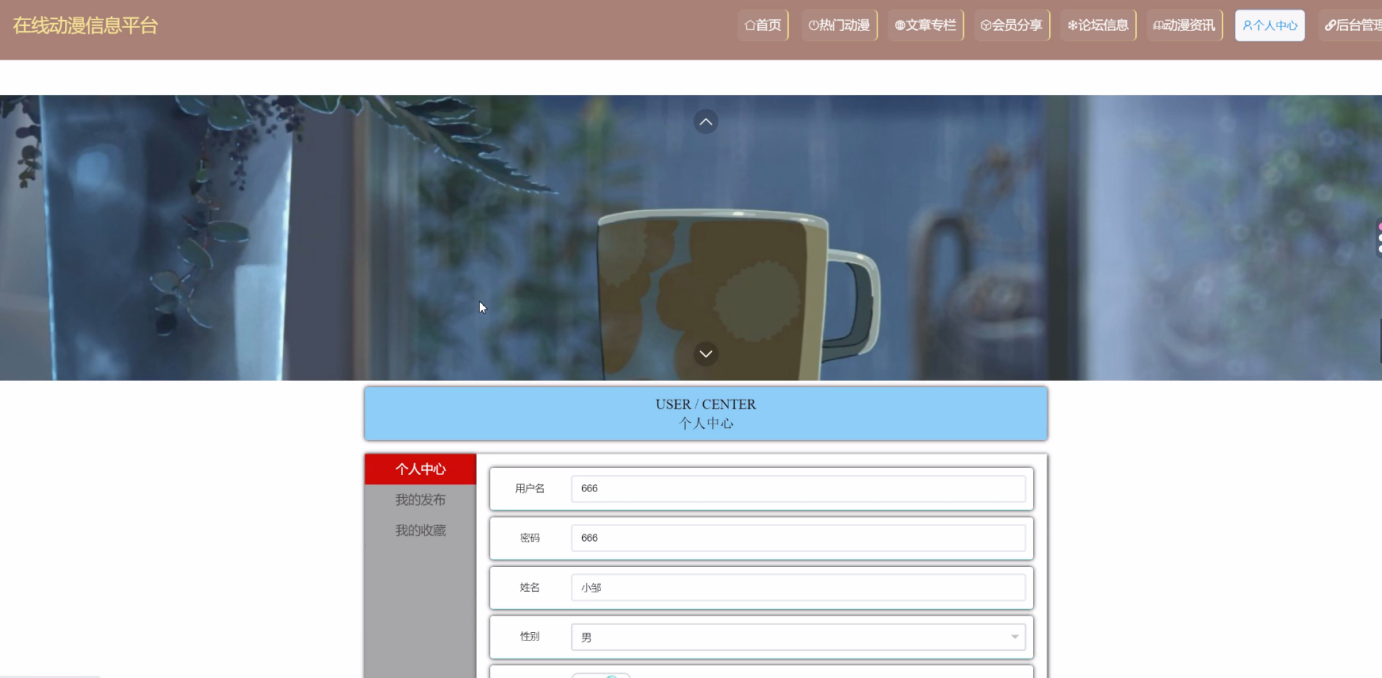 在线动漫信息平台
首页
热门动漫
文章专栏
会员分享
论坛信息
动漫资讯
个人中心
后台管理
USER / CENTER
个人中心
个人中心
我的发布
我的收藏
用户名 666
密码 666
姓名 小邹
性别 男